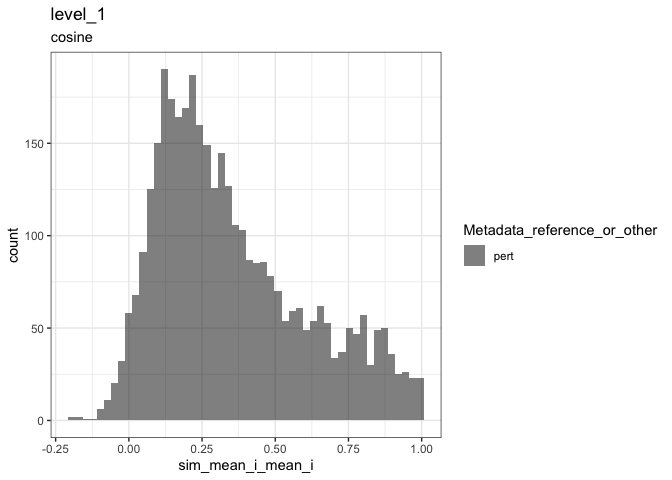 level_1
cosine
count
150
100
50
0
-0.25
0.00
0.25
0.50
0.75
1.00
sim_mean_i_mean_i
Metadata_reference_or_other
pert